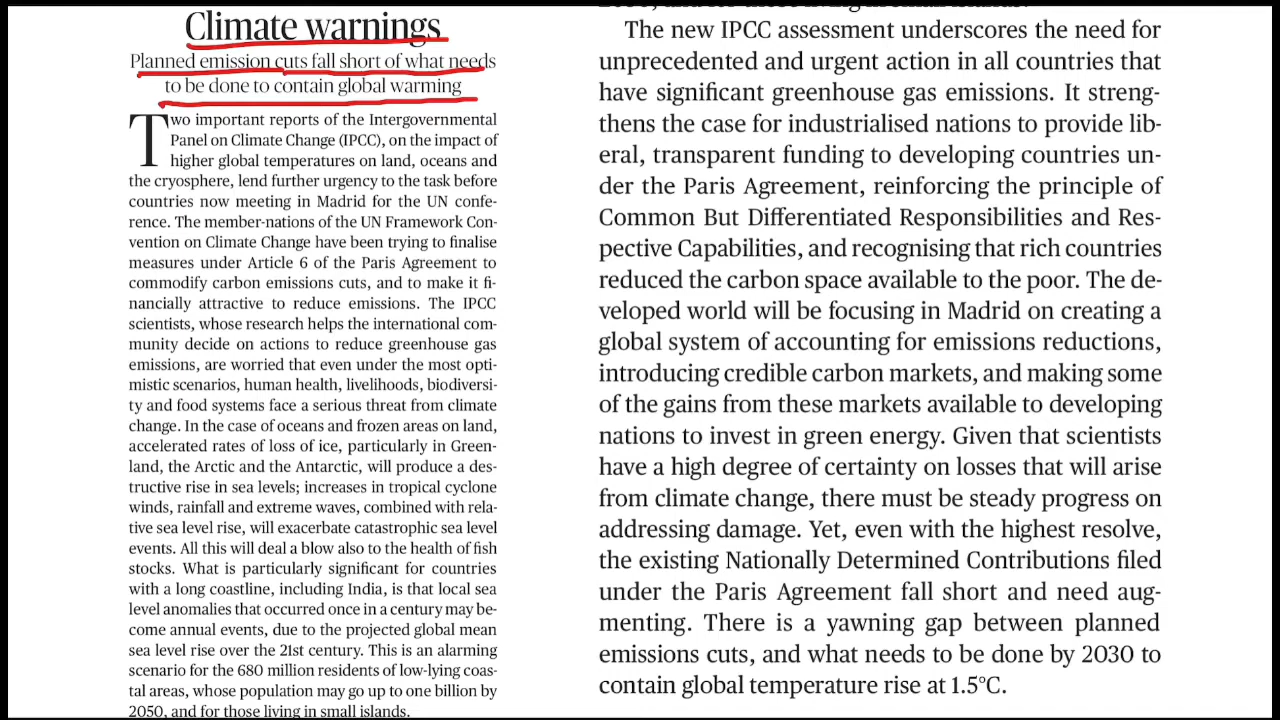 Climate warnings
Planned emission cuts fall short of what needs
to be done to contain global warming
Two important reports of the Intergovernmental
Panel on Climate Change (IPCC), on the impact of
higher global temperatures on land, oceans and
the cryosphere, lend further urgency to the task before
countries now meeting in Madrid for the UN confe-
rence. The member-nations of the UN Framework Con-
vention on Climate Change have been trying to finalise
measures under Article 6 of the Paris Agreement to
commodify carbon emissions cuts, and to make it fi-
nancially attractive to reduce emissions. The IPCC
scientists, whose research helps the international com-
munity decide on actions to reduce greenhouse gas
emissions, are worried that even under the most opti-
mistic scenarios, human health, livelihoods, biodiversi-
ty and food systems face a serious threat from climate
change. In the case of oceans and frozen areas on land,
accelerated rates of loss of ice, particularly in Green-
land, the Arctic and the Antarctic, will produce a des-
tructive rise in sea levels; increases in tropical cyclone
winds, rainfall and extreme waves, combined with rela-
tive sea level rise, will exacerbate catastrophic sea level
events. All this will deal a blow also to the health of fish
stocks. What is particularly significant for countries
with a long coastline, including India, is that local sea
level anomalies that occurred once in a century may be-
come annual events, due to the projected global mean
sea level rise over the 21st century. This is an alarming
scenario for the 680 million residents of low-lying coas-
tal areas, whose population may go up to one billion by
2050, and for those living in small islands.
The new IPCC assessment underscores the need for
unprecedented and urgent action in all countries that
have significant greenhouse gas emissions. It streng-
thens the case for industrialised nations to provide lib-
eral, transparent funding to developing countries un-
der the Paris Agreement, reinforcing the principle of
Common But Differentiated Responsibilities and Res-
pective Capabilities, and recognising that rich countries
reduced the carbon space available to the poor. The de-
veloped world will be focusing in Madrid on creating a
global system of accounting for emissions reductions,
introducing credible carbon markets, and making some
of the gains from these markets available to developing
nations to invest in green energy. Given that scientists
have a high degree of certainty on losses that will arise
from climate change, there must be steady progress on
addressing damage. Yet, even with the highest resolve,
the existing Nationally Determined Contributions filed
under the Paris Agreement fall short and need aug-
menting. There is a yawning gap between planned
emissions cuts, and what needs to be done by 2030 to
contain global temperature rise at 1.5°C.